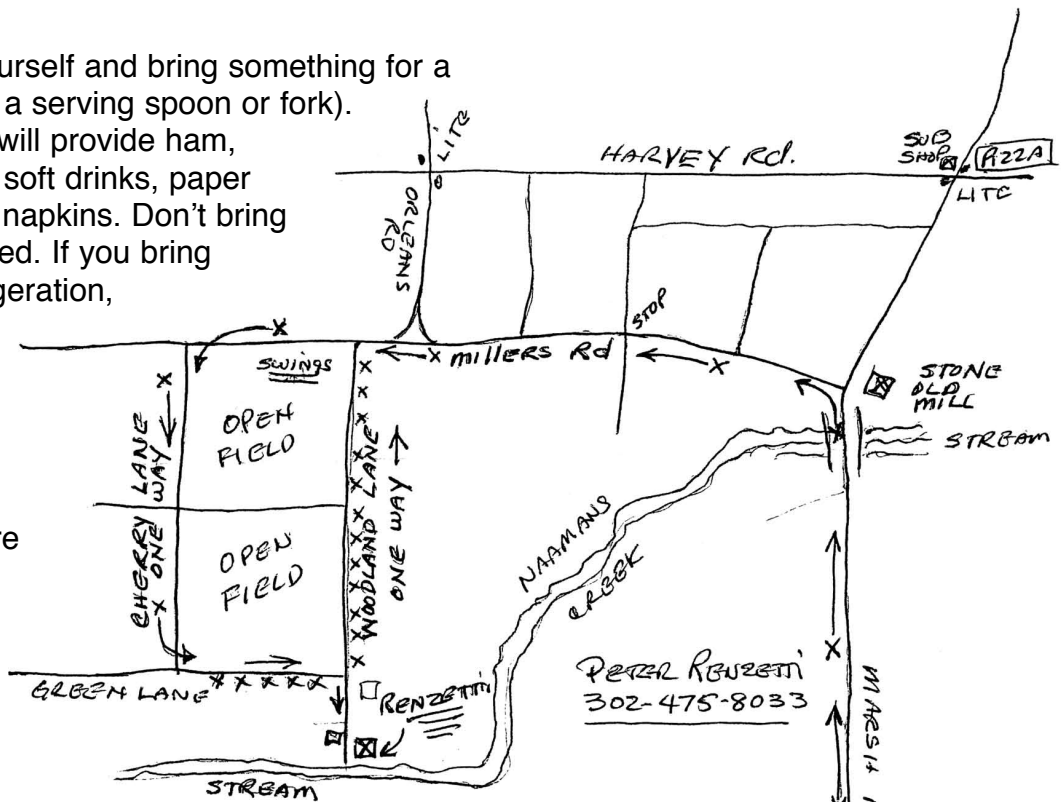 urself and bring something for a
a serving spoon or fork).
will provide ham,
soft drinks, paper
napkins. Don't bring
ed. If you bring
geration,
re
LITE
HARVEY Rd.
SUB
SHOP
PIZZA
LITE
ORLEANS
RD
STOP
SWINGS
MILLERS Rd
STONE
OLD
MILL
STREAM
OPEN
FIELD
CHERRY LANE
ONE WAY
WOODLAND LANE
ONE WAY
OPEN
FIELD
NAAMANS
CREEK
GREEN LANE
RENZETTI
PETER RENZETTI
302-475-8033
MARSH
STREAM